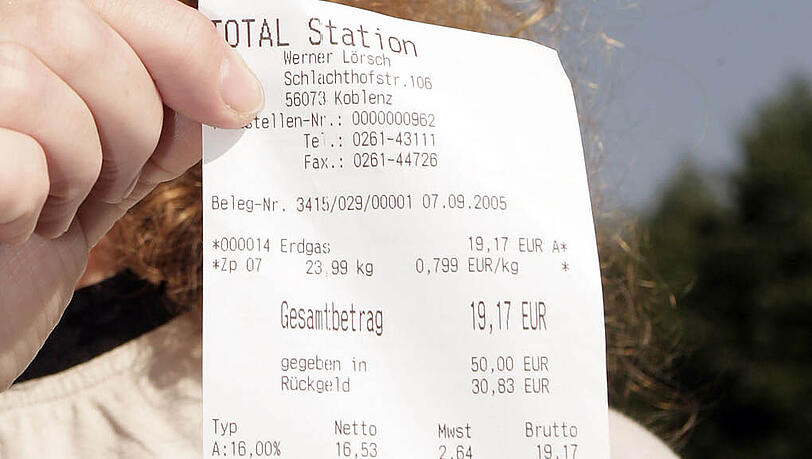 TOTAL Station
Werner Lörsch
Schlachthofstr.106
56073 Koblenz
0000000962
Tel.: 0261-43111
Fax.: 0261-44726
Beleg-Nr. 3415/029/00001 07.09.2005
*000014 Erdgas 19,17 EUR A*
*Zp 07 23,99 kg 0,799 EUR/kg *
Gesamtbetrag 19,17 EUR
gegeben in 50,00 EUR
Rückgeld 30,83 EUR
Typ Netto Mwst Brutto
A:16,00% 16,53 2,64 19,17